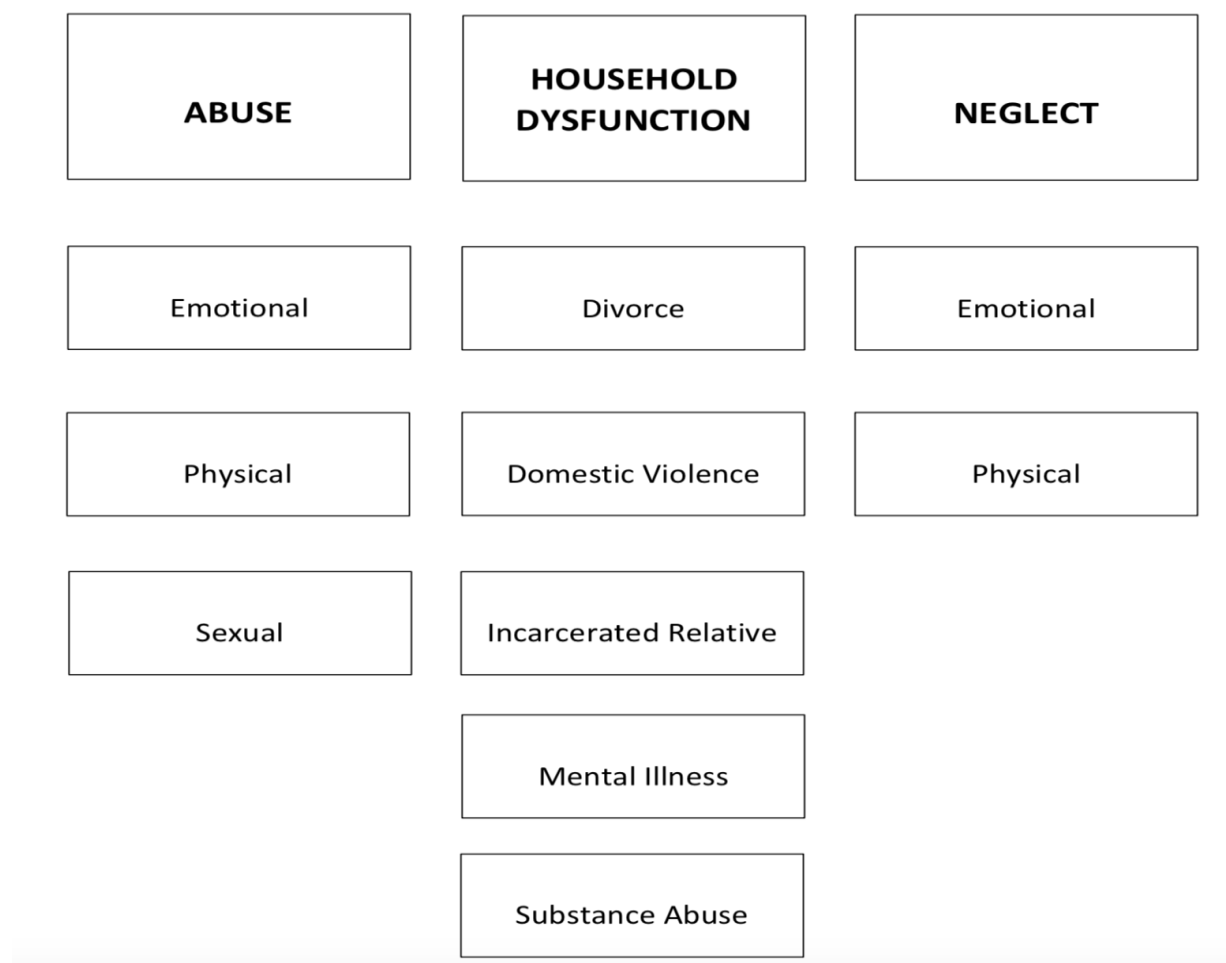 ABUSE
HOUSEHOLD
DYSFUNCTION
NEGLECT
Emotional
Divorce
Emotional
Physical
Domestic Violence
Physical
Sexual
Incarcerated Relative
Mental Illness
Substance Abuse